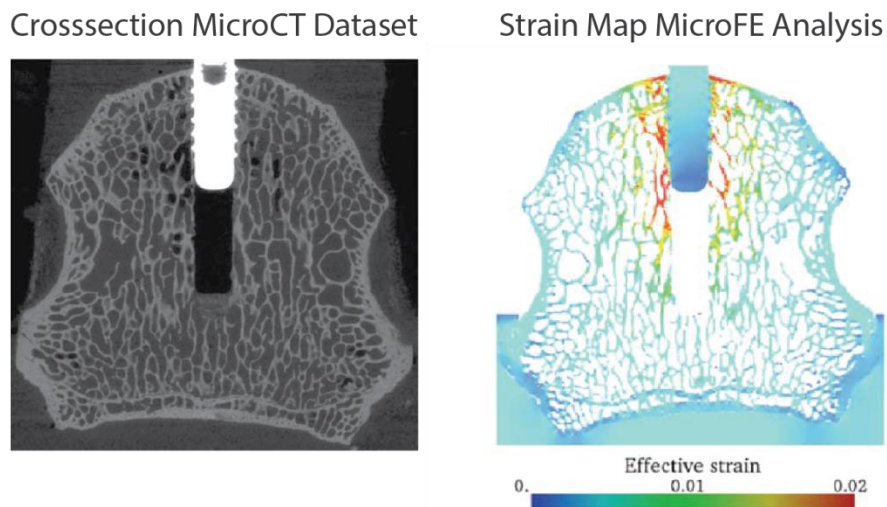 Crosssection MicroCT Dataset
Strain Map MicroFE Analysis
Effective strain
0. 0.01 0.02